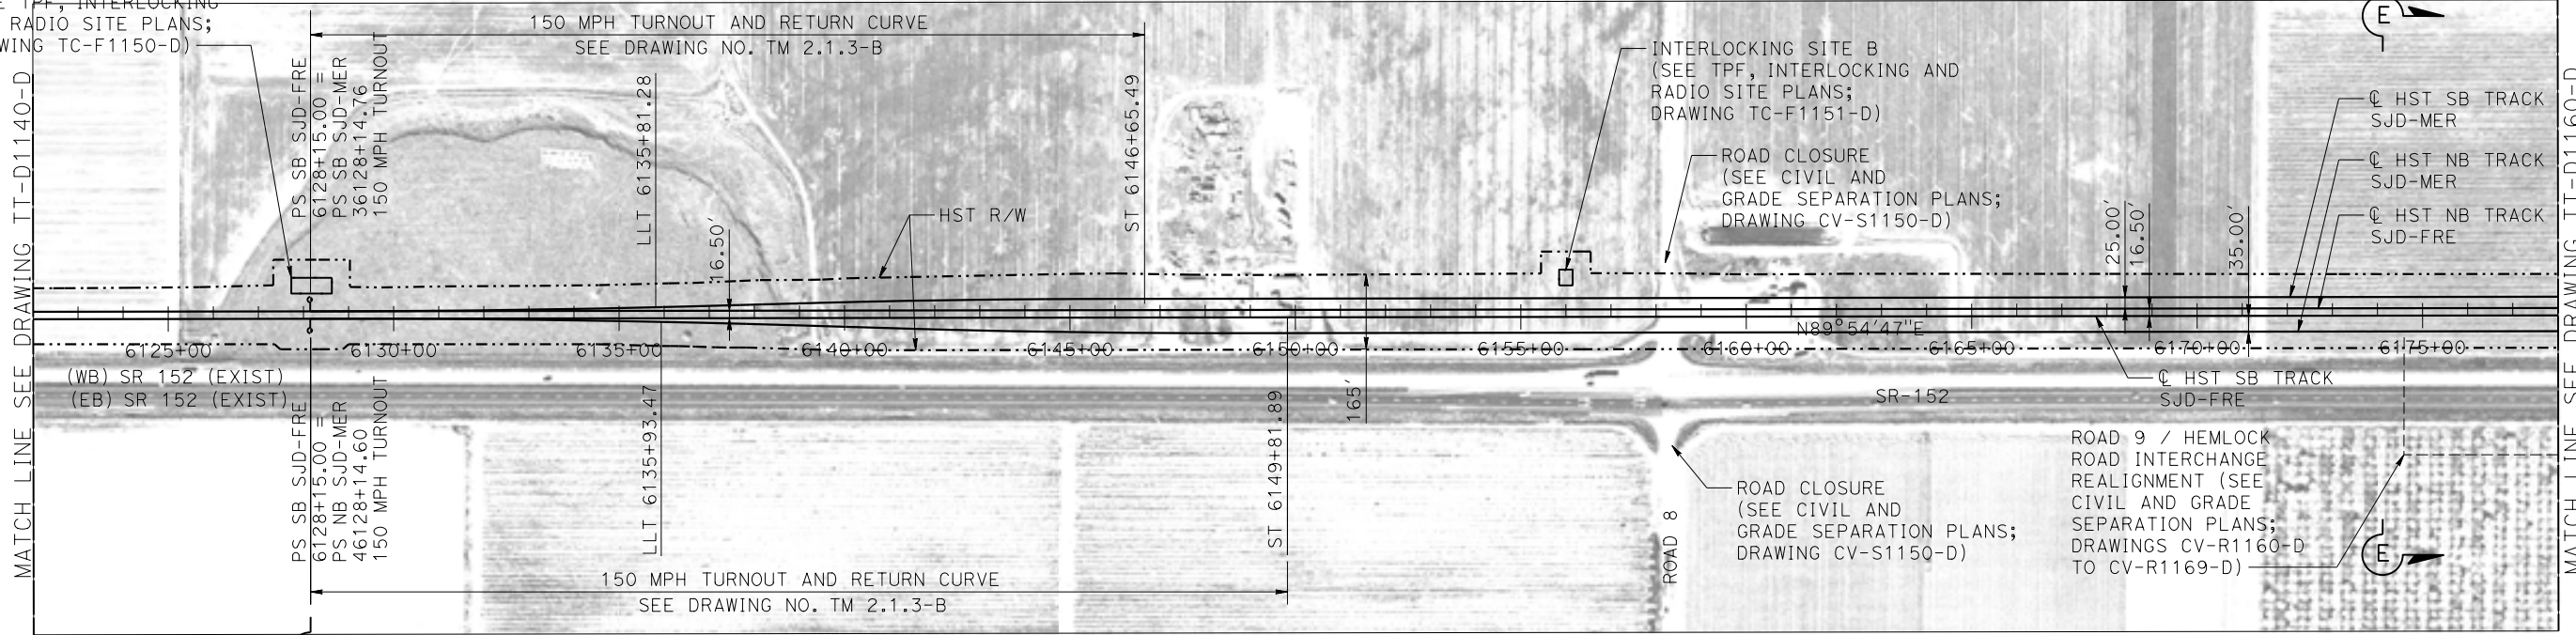 RADIO SITE PLANS;
WING TC-F1150-D)
MATCH LINE SEE DRAWING TT-D1140-D
PS SB SJD-FRE
6128+15.00 =
PS SB SJD-MER
36128+14.76
150 MPH TURNOUT
150 MPH TURNOUT AND RETURN CURVE
SEE DRAWING NO. TM 2.1.3-B
LLT 6135+81.28
16.50'
HST R/W
ST 6146+65.49
INTERLOCKING SITE B
(SEE TPF, INTERLOCKING AND
RADIO SITE PLANS;
DRAWING TC-F1151-D)
ROAD CLOSURE
(SEE CIVIL AND
GRADE SEPARATION PLANS;
DRAWING CV-S1150-D)
25.00'
16.50'
35.00'
E
℄ HST SB TRACK
SJD-MER
℄ HST NB TRACK
SJD-MER
℄ HST NB TRACK
SJD-FRE
MATCH LINE SEE DRAWING TT-D1160-D
N89°54'47"E
6125+00
6130+00
6135+00
6140+00
6145+00
6150+00
6155+00
6160+00
6165+00
6170+00
6175+00
(WB) SR 152 (EXIST)
(EB) SR 152 (EXIST)
℄ HST SB TRACK
SJD-FRE
SR-152
165'
PS SB SJD-FRE
6128+15.00 =
PS NB SJD-MER
46128+14.60
150 MPH TURNOUT
LLT 6135+93.47
ST 6149+81.89
150 MPH TURNOUT AND RETURN CURVE
SEE DRAWING NO. TM 2.1.3-B
ROAD 8
ROAD CLOSURE
(SEE CIVIL AND
GRADE SEPARATION PLANS;
DRAWING CV-S1150-D)
ROAD 9 / HEMLOCK
ROAD INTERCHANGE
REALIGNMENT (SEE
CIVIL AND GRADE
SEPARATION PLANS;
DRAWINGS CV-R1160-D
TO CV-R1169-D)
E